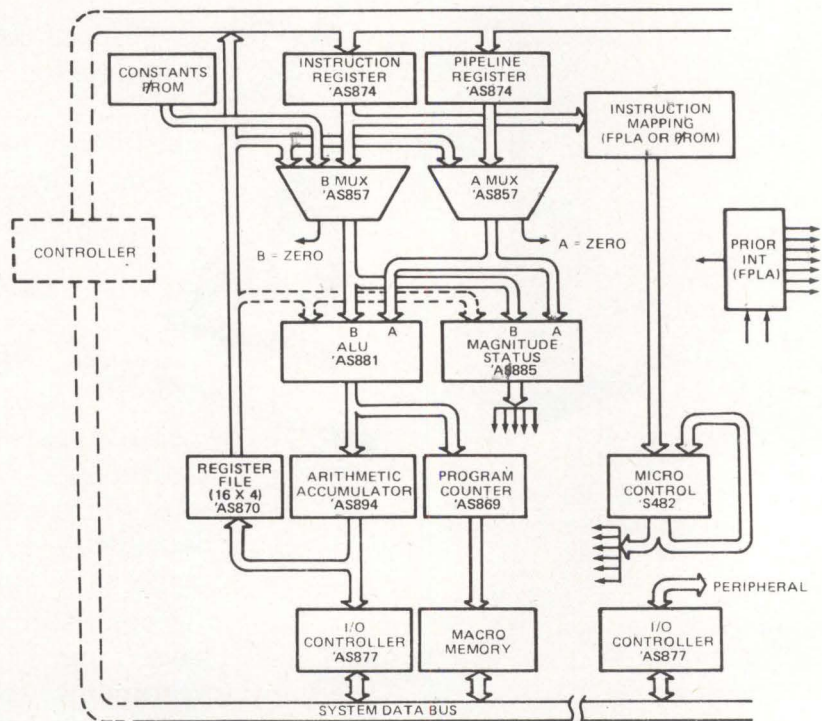 CONSTANTS
P/ROM
INSTRUCTION
REGISTER
'AS874
PIPELINE
REGISTER
'AS874
INSTRUCTION
MAPPING
(FPLA OR P/ROM)
B MUX
'AS857
A MUX
'AS857
CONTROLLER
B = ZERO
A = ZERO
PRIOR
INT
(FPLA)
B A
ALU
'AS881
B A
MAGNITUDE
STATUS
'AS885
REGISTER
FILE
(16 X 4)
'AS870
ARITHMETIC
ACCUMULATOR
'AS894
PROGRAM
COUNTER
'AS869
MICRO
CONTROL
'S482
PERIPHERAL
I/O
CONTROLLER
'AS877
MACRO
MEMORY
I/O
CONTROLLER
'AS877
SYSTEM DATA BUS